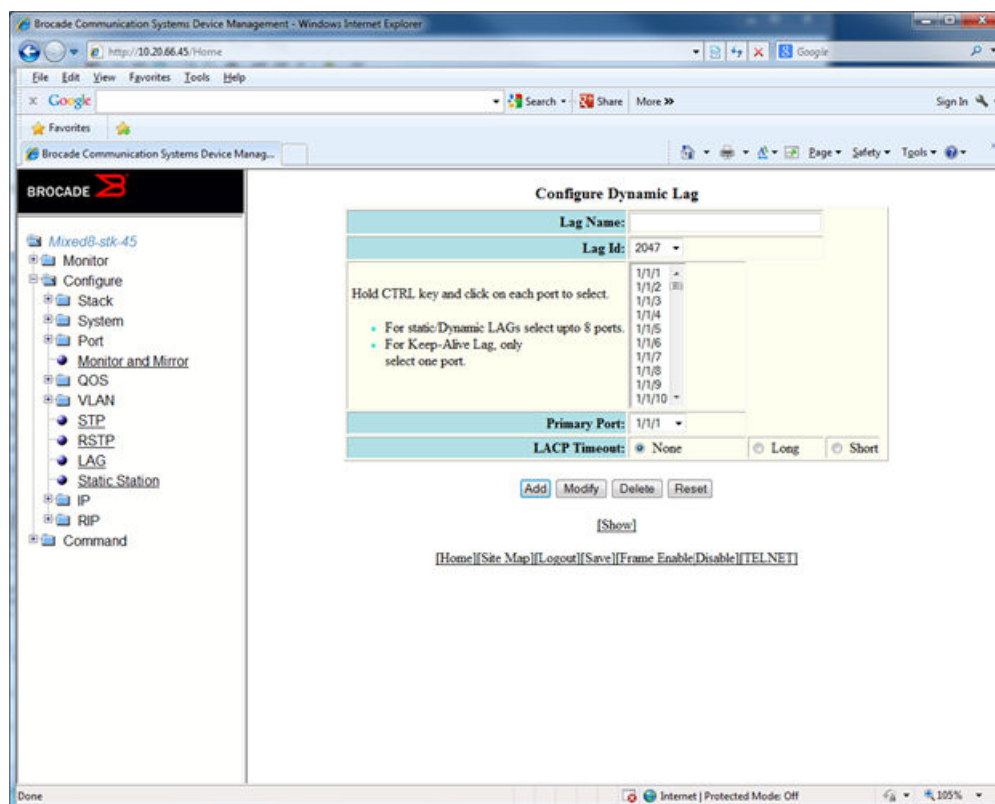 Brocade Communication Systems Device Management - Windows Internet Explorer
http://10.20.66.45/Home
Google
File Edit View Favorites Tools Help
x Google
Search
Share
More »
Sign In
Favorites
Brocade Communication Systems Device Manag...
Page Safety Tools
BROCADE
Mixed8-stk-45
Monitor
Configure
Stack
System
Port
Monitor and Mirror
QOS
VLAN
STP
RSTP
LAG
Static Station
IP
RIP
Command
Configure Dynamic Lag
Lag Name:
Lag Id: 2047
Hold CTRL key and click on each port to select.
For static/Dynamic LAGs select upto 8 ports.
For Keep-Alive Lag, only
select one port.
1/1/1
1/1/2
1/1/3
1/1/4
1/1/5
1/1/6
1/1/7
1/1/8
1/1/9
1/1/10
Primary Port: 1/1/1
LACP Timeout: None Long Short
Add Modify Delete Reset
[Show]
[Home][Site Map][Logout][Save][Frame Enable|Disable][TELNET]
Done
Internet | Protected Mode: Off
105%